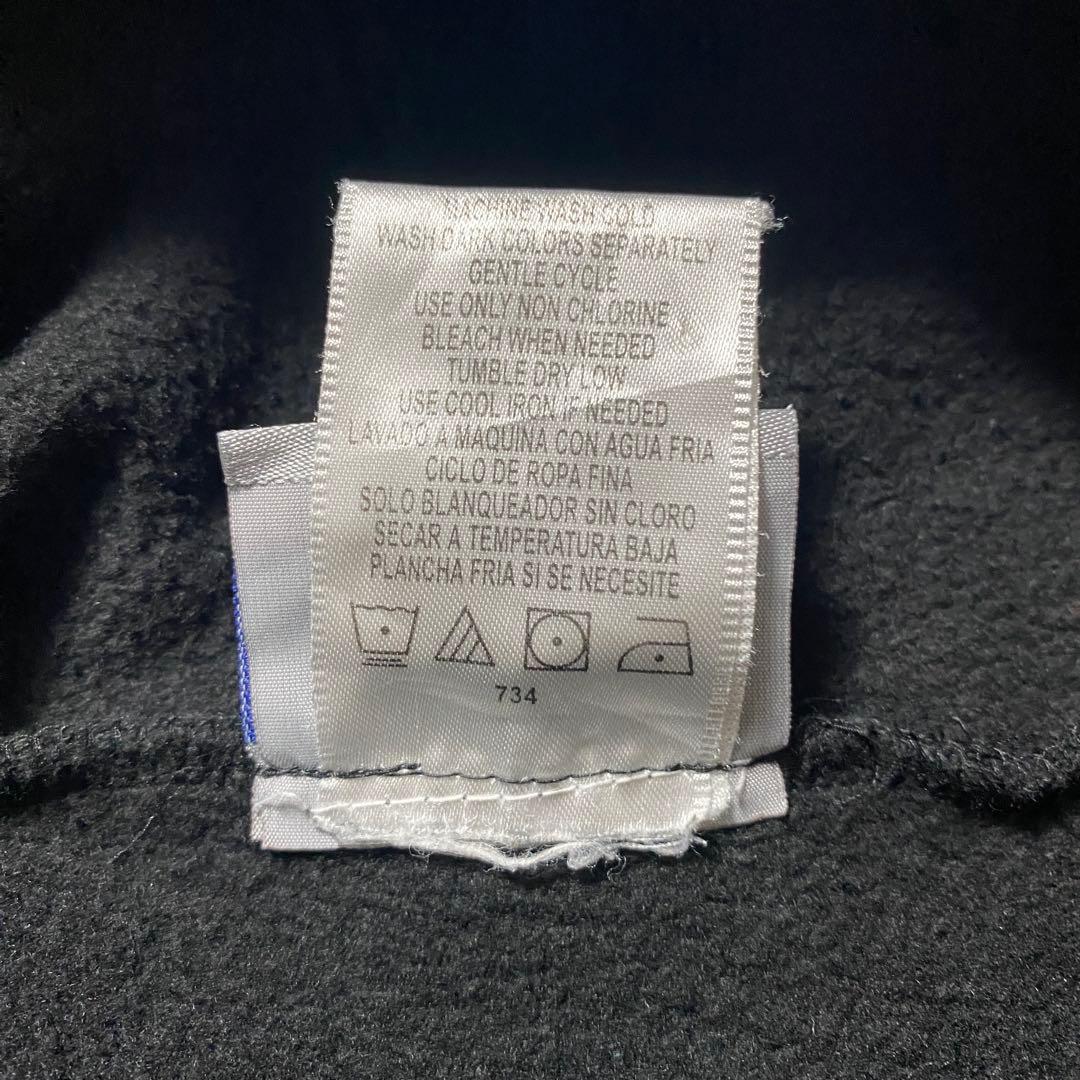 MACHINE WASH COLD
WASH DARK COLORS SEPARATELY
GENTLE CYCLE
USE ONLY NON CHLORINE
BLEACH WHEN NEEDED
TUMBLE DRY LOW
USE COOL IRON IF NEEDED
LAVADO A MAQUINA CON AGUA FRIA
CICLO DE ROPA FINA
SOLO BLANQUEADOR SIN CLORO
SECAR A TEMPERATURA BAJA
PLANCHA FRIA SI SE NECESITE
734